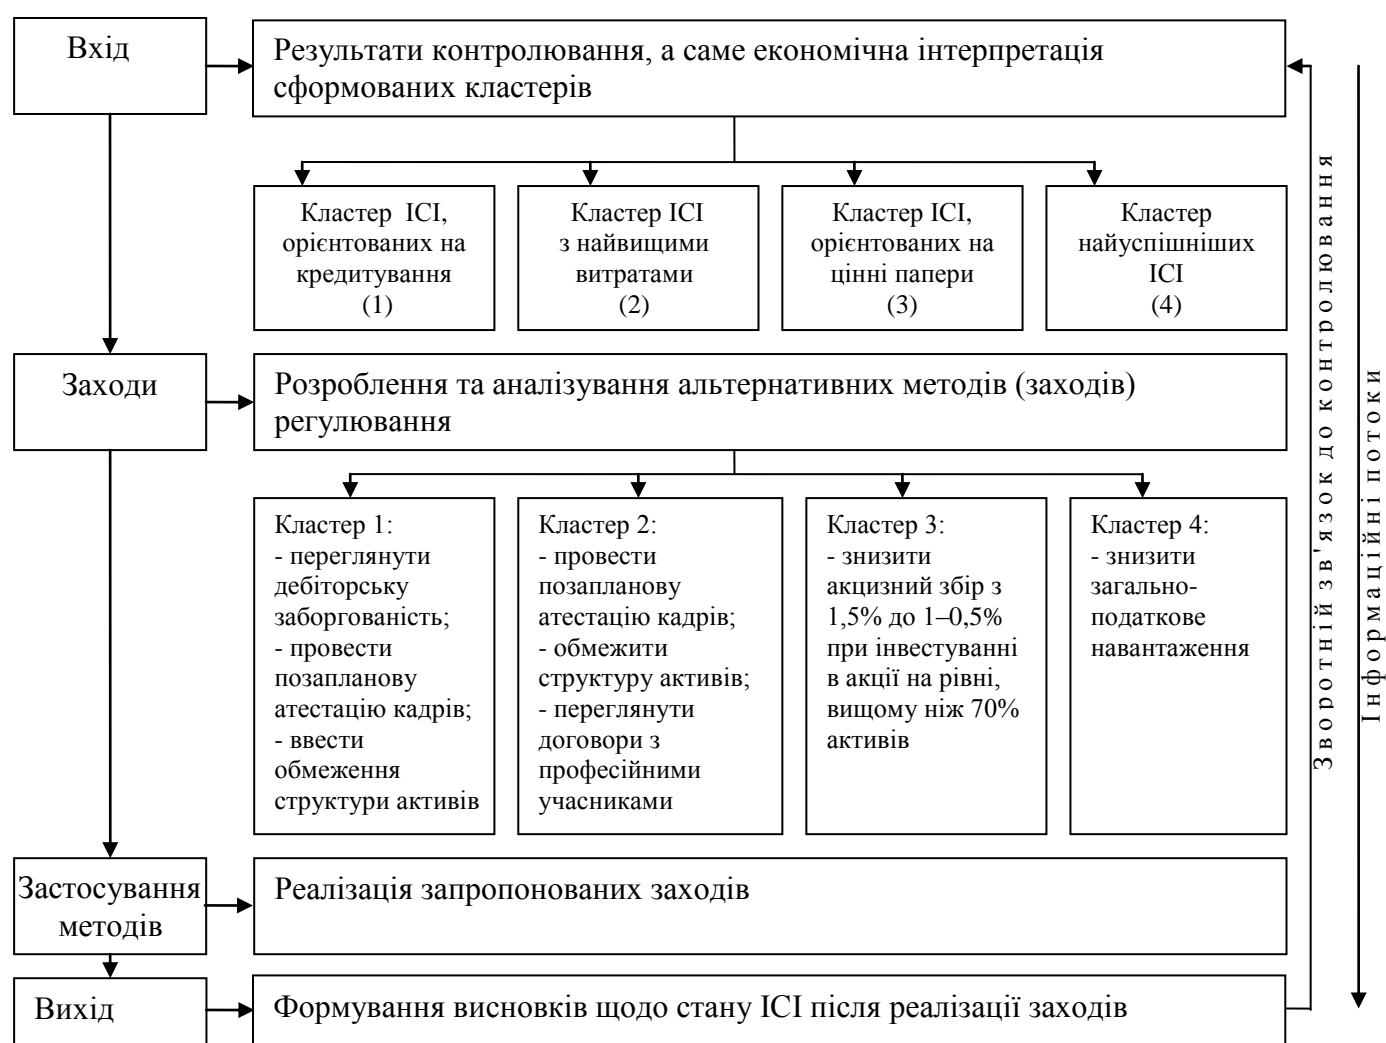 Вхід
Результати контролювання, а саме економічна інтерпретація
сформованих кластерів
Кластер ІСІ,
орієнтованих на
кредитування
(1)
Кластер ІСІ
з найвищими
витратами
(2)
Кластер ІСІ,
орієнтованих на
цінні папери
(3)
Кластер
найуспішніших
ІСІ
(4)
Заходи
Розроблення та аналізування альтернативних методів (заходів)
регулювання
Кластер 1:
- переглянути
дебіторську
заборгованість;
- провести
позапланову
атестацію кадрів;
- ввести
обмеження
структури активів
Кластер 2:
- провести
позапланову
атестацію кадрів;
- обмежити
структуру активів;
- переглянути
договори з
професійними
учасниками
Кластер 3:
- знизити
акцизний збір з
1,5% до 1–0,5%
при інвестуванні
в акції на рівні,
вищому ніж 70%
активів
Кластер 4:
- знизити
загально-
податкове
навантаження
Застосування
методів
Реалізація запропонованих заходів
Вихід
Формування висновків щодо стану ІСІ після реалізації заходів
Зворотній зв'язок до контролювання
Інформаційні потоки